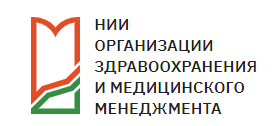 НИИ
ОРГАНИЗАЦИИ
ЗДРАВООХРАНЕНИЯ
И МЕДИЦИНСКОГО
МЕНЕДЖМЕНТА